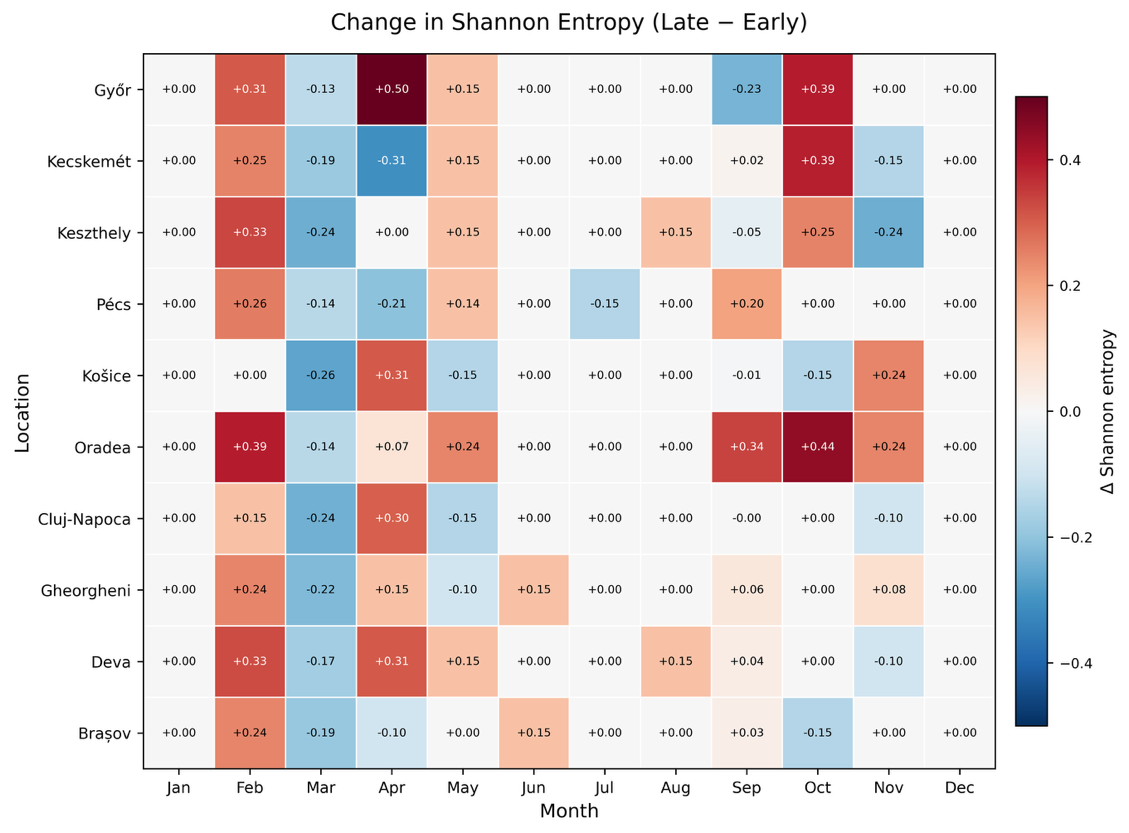 Change in Shannon Entropy (Late − Early)
Győr +0.00 +0.31 -0.13 +0.50 +0.15 +0.00 +0.00 +0.00 -0.23 +0.39 +0.00 +0.00
Kecskemét +0.00 +0.25 -0.19 -0.31 +0.15 +0.00 +0.00 +0.00 +0.02 +0.39 -0.15 +0.00
Keszthely +0.00 +0.33 -0.24 +0.00 +0.15 +0.00 +0.00 +0.15 -0.05 +0.25 -0.24 +0.00
Pécs +0.00 +0.26 -0.14 -0.21 +0.14 +0.00 -0.15 +0.00 +0.20 +0.00 +0.00 +0.00
Košice +0.00 +0.00 -0.26 +0.31 -0.15 +0.00 +0.00 +0.00 -0.01 -0.15 +0.24 +0.00
Oradea +0.00 +0.39 -0.14 +0.07 +0.24 +0.00 +0.00 +0.00 +0.34 +0.44 +0.24 +0.00
Cluj-Napoca +0.00 +0.15 -0.24 +0.30 -0.15 +0.00 +0.00 +0.00 -0.00 +0.00 -0.10 +0.00
Gheorgheni +0.00 +0.24 -0.22 +0.15 -0.10 +0.15 +0.00 +0.00 +0.06 +0.00 +0.08 +0.00
Deva +0.00 +0.33 -0.17 +0.31 +0.15 +0.00 +0.00 +0.15 +0.04 +0.00 -0.10 +0.00
Brașov +0.00 +0.24 -0.19 -0.10 +0.00 +0.15 +0.00 +0.00 +0.03 -0.15 +0.00 +0.00
Jan Feb Mar Apr May Jun Jul Aug Sep Oct Nov Dec
Month
Location
0.4
0.2
0.0
−0.2
−0.4
Δ Shannon entropy